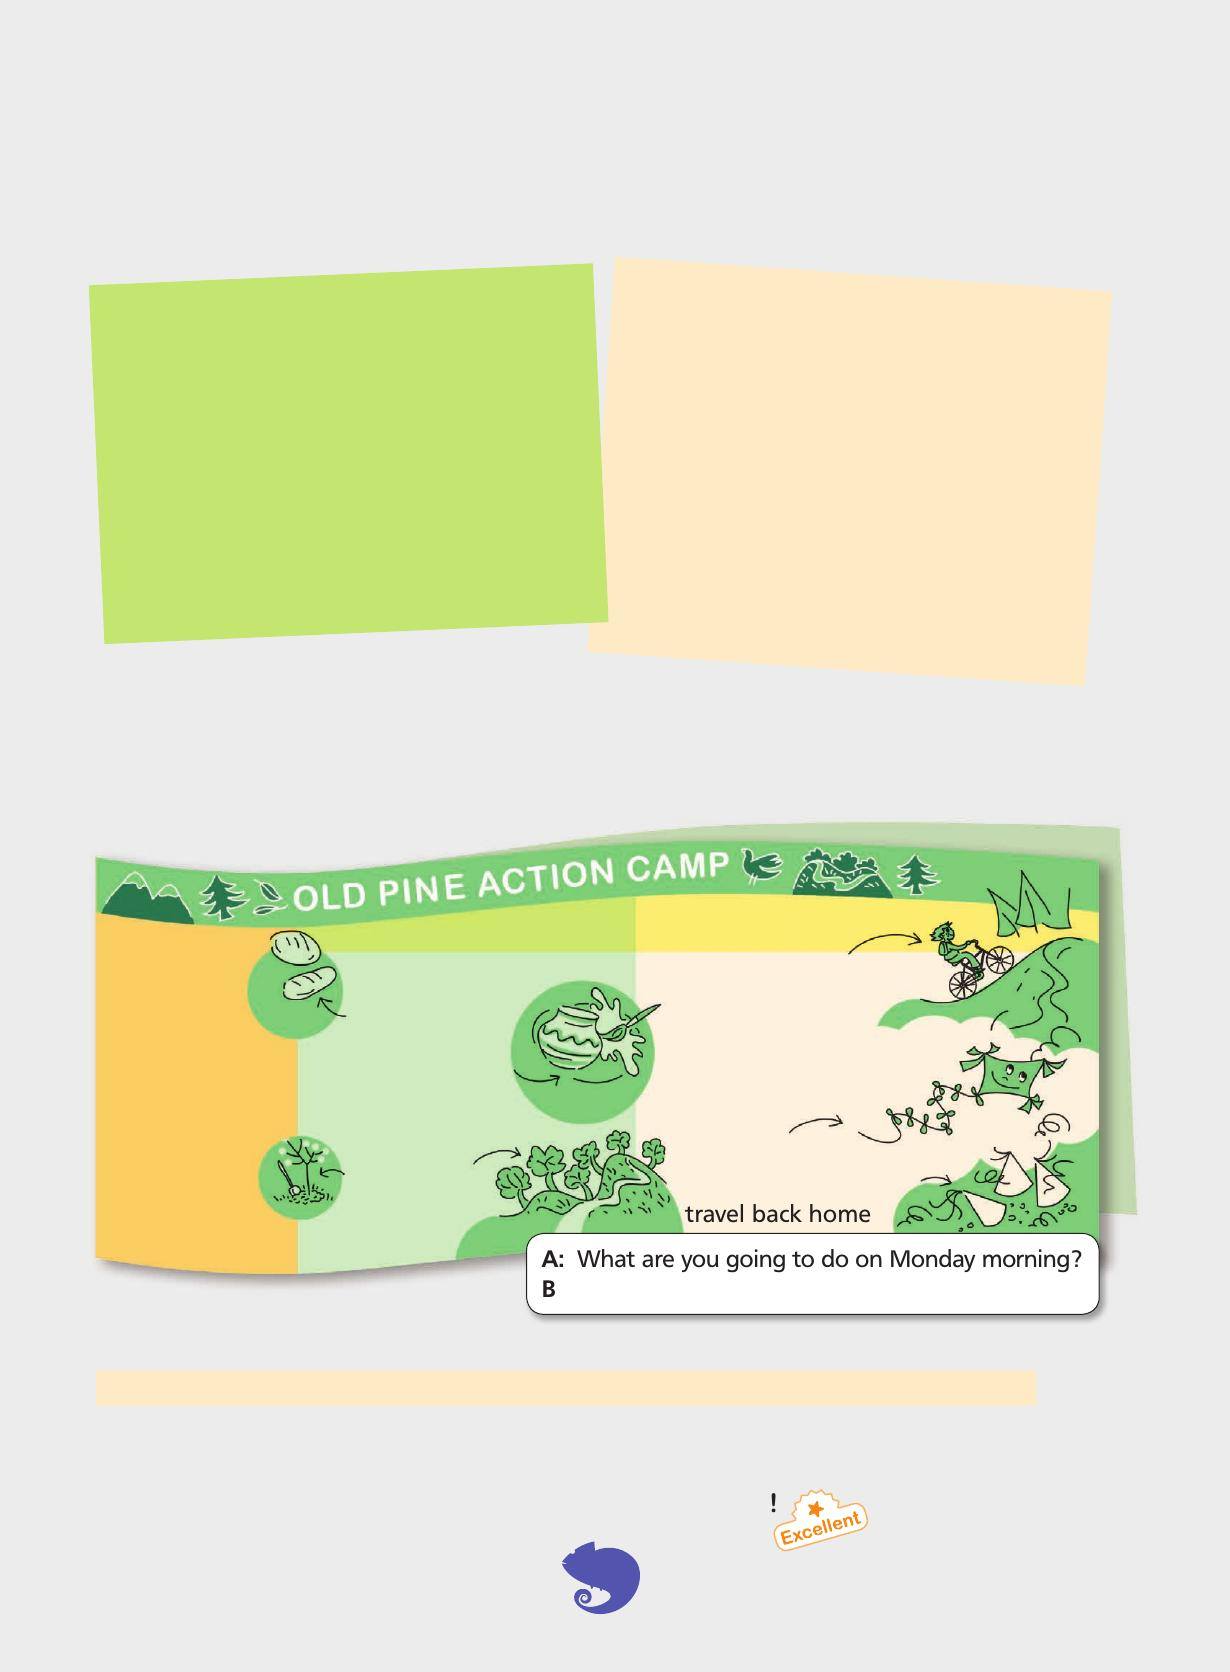 OLD PINE ACTION CAMP
travel back home
A: What are you going to do on Monday morning?
B
!
Excellent